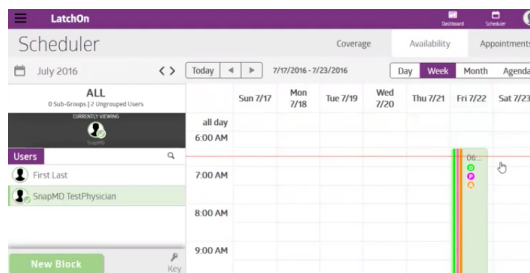 LatchOn
Dashboard
Scheduler
Scheduler
Coverage
Availability
Appointments
July 2016
Today
7/17/2016 - 7/23/2016
Day
Week
Month
Agenda
ALL
0 Sub-Groups | 2 Ungrouped Users
CURRENTLY VIEWING
SnapMD
Users
First Last
SnapMD TestPhysician
New Block
Key
Sun 7/17
Mon 7/18
Tue 7/19
Wed 7/20
Thu 7/21
Fri 7/22
Sat 7/23
all day
6:00 AM
7:00 AM
8:00 AM
9:00 AM
06:...
O
P
A